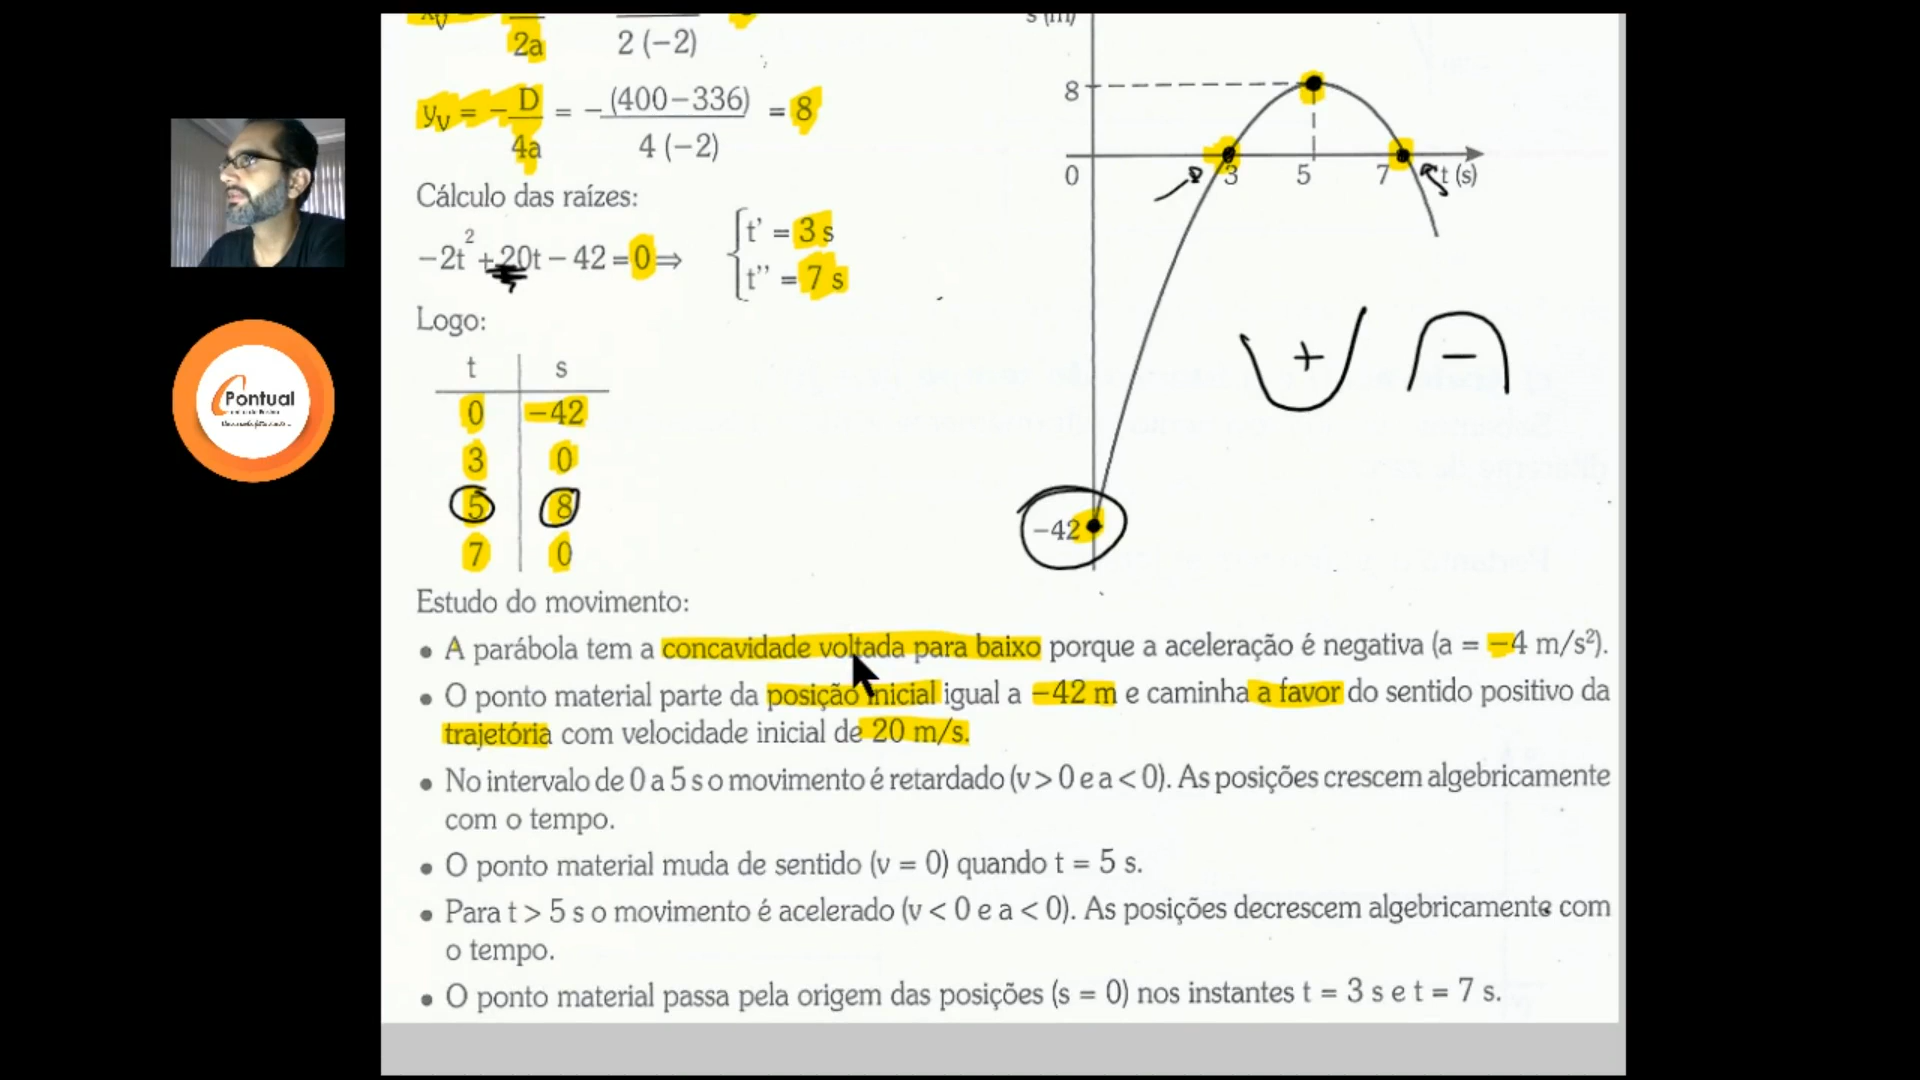 2a 2 (−2)
yv = − D/4a = − (400−336)/4 (−2) = 8
Cálculo das raízes:
−2t² + 20t − 42 = 0 ⇒ { t' = 3 s
t'' = 7 s
Logo:
t s
0 −42
3 0
5 8
7 0
s (m)
8
0 3 5 7 t (s)
+ −
−42
Pontual
Estudo do movimento:
• A parábola tem a concavidade voltada para baixo porque a aceleração é negativa (a = −4 m/s²).
• O ponto material parte da posição inicial igual a −42 m e caminha a favor do sentido positivo da
trajetória com velocidade inicial de 20 m/s.
• No intervalo de 0 a 5 s o movimento é retardado (v > 0 e a < 0). As posições crescem algebricamente
com o tempo.
• O ponto material muda de sentido (v = 0) quando t = 5 s.
• Para t > 5 s o movimento é acelerado (v < 0 e a < 0). As posições decrescem algebricamente com
o tempo.
• O ponto material passa pela origem das posições (s = 0) nos instantes t = 3 s e t = 7 s.